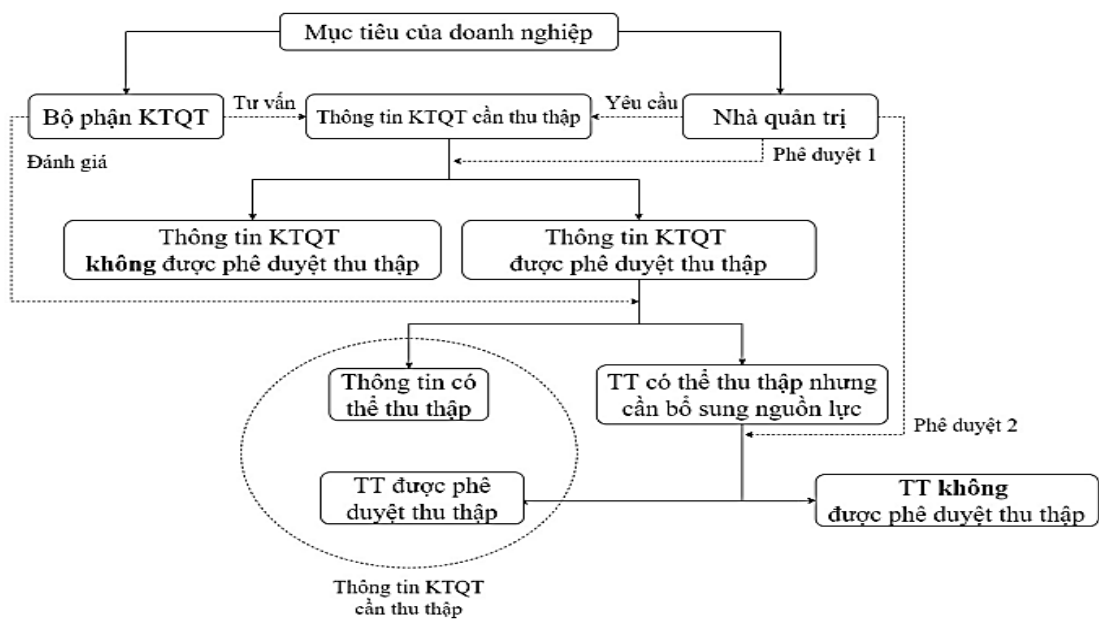 Mục tiêu của doanh nghiệp
Bộ phận KTQT
Tư vấn
Thông tin KTQT cần thu thập
Yêu cầu
Nhà quản trị
Đánh giá
Phê duyệt 1
Thông tin KTQT
không được phê duyệt thu thập
Thông tin KTQT
được phê duyệt thu thập
Thông tin có
thể thu thập
TT có thể thu thập nhưng
cần bổ sung nguồn lực
Phê duyệt 2
TT được phê
duyệt thu thập
TT không
được phê duyệt thu thập
Thông tin KTQT
cần thu thập